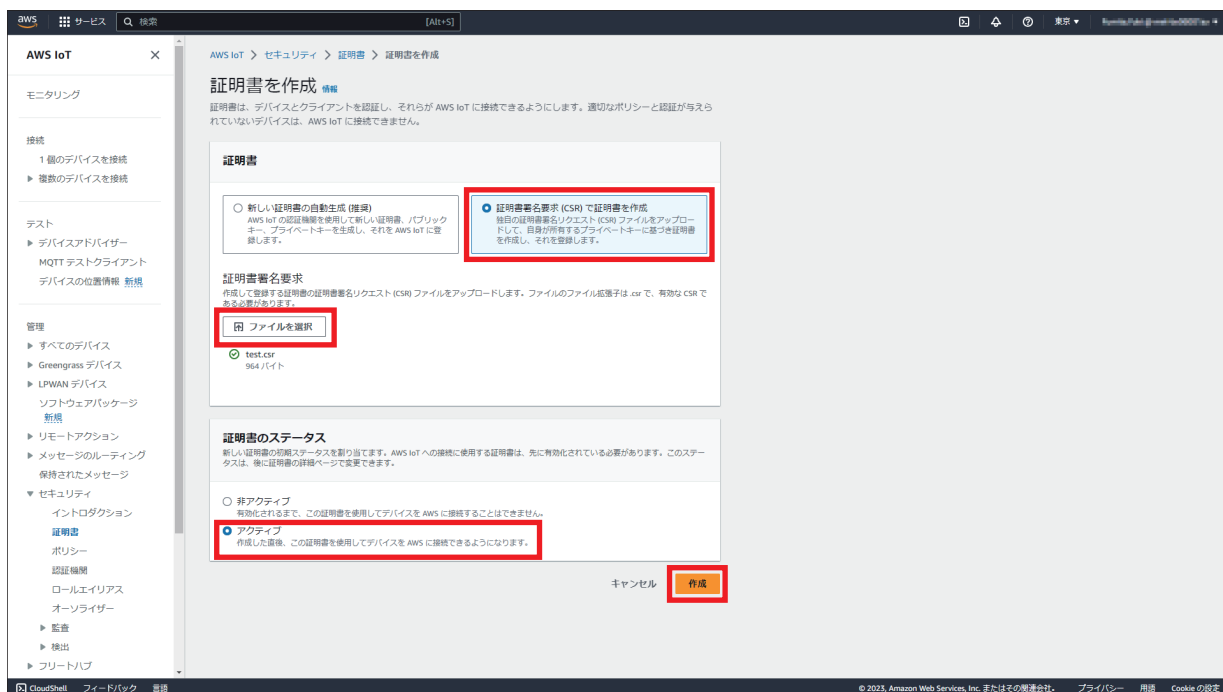 aws
サービス
検索
[Alt+S]
東京
AWS IoT
モニタリング
接続
1 個のデバイスを接続
複数のデバイスを接続
テスト
デバイスアドバイザー
MQTT テストクライアント
デバイスの位置情報 新規
管理
すべてのデバイス
Greengrass デバイス
LPWAN デバイス
ソフトウェアパッケージ
新規
リモートアクション
メッセージのルーティング
保持されたメッセージ
セキュリティ
イントロダクション
証明書
ポリシー
認証機関
ロールエイリアス
オーソライザー
監査
検出
フリートハブ
AWS IoT > セキュリティ > 証明書 > 証明書を作成
証明書を作成 情報
証明書は、デバイスとクライアントを認証し、それらが AWS IoT に接続できるようにします。適切なポリシーと認証が与えら
れていないデバイスは、AWS IoT に接続できません。
証明書
新しい証明書の自動生成 (推奨)
AWS IoT の認証機関を使用して新しい証明書、パブリック
キー、プライベートキーを生成し、それを AWS IoT に登
録します。
証明書署名要求 (CSR) で証明書を作成
独自の証明書署名リクエスト (CSR) ファイルをアップロー
ドして、自身が所有するプライベートキーに基づき証明書
を作成し、それを登録します。
証明書署名要求
作成して登録する証明書の証明書署名リクエスト (CSR) ファイルをアップロードします。ファイルのファイル拡張子は .csr で、有効な CSR で
ある必要があります。
ファイルを選択
test.csr
964 バイト
証明書のステータス
新しい証明書の初期ステータスを割り当てます。AWS IoT への接続に使用する証明書は、先に有効化されている必要があります。このステー
タスは、後に証明書の詳細ページで変更できます。
非アクティブ
有効化されるまで、この証明書を使用してデバイスを AWS に接続することはできません。
アクティブ
作成した直後、この証明書を使用してデバイスを AWS に接続できるようになります。
キャンセル
作成
CloudShell フィードバック 言語
© 2023, Amazon Web Services, Inc. またはその関連会社。 プライバシー 用語 Cookie の設定